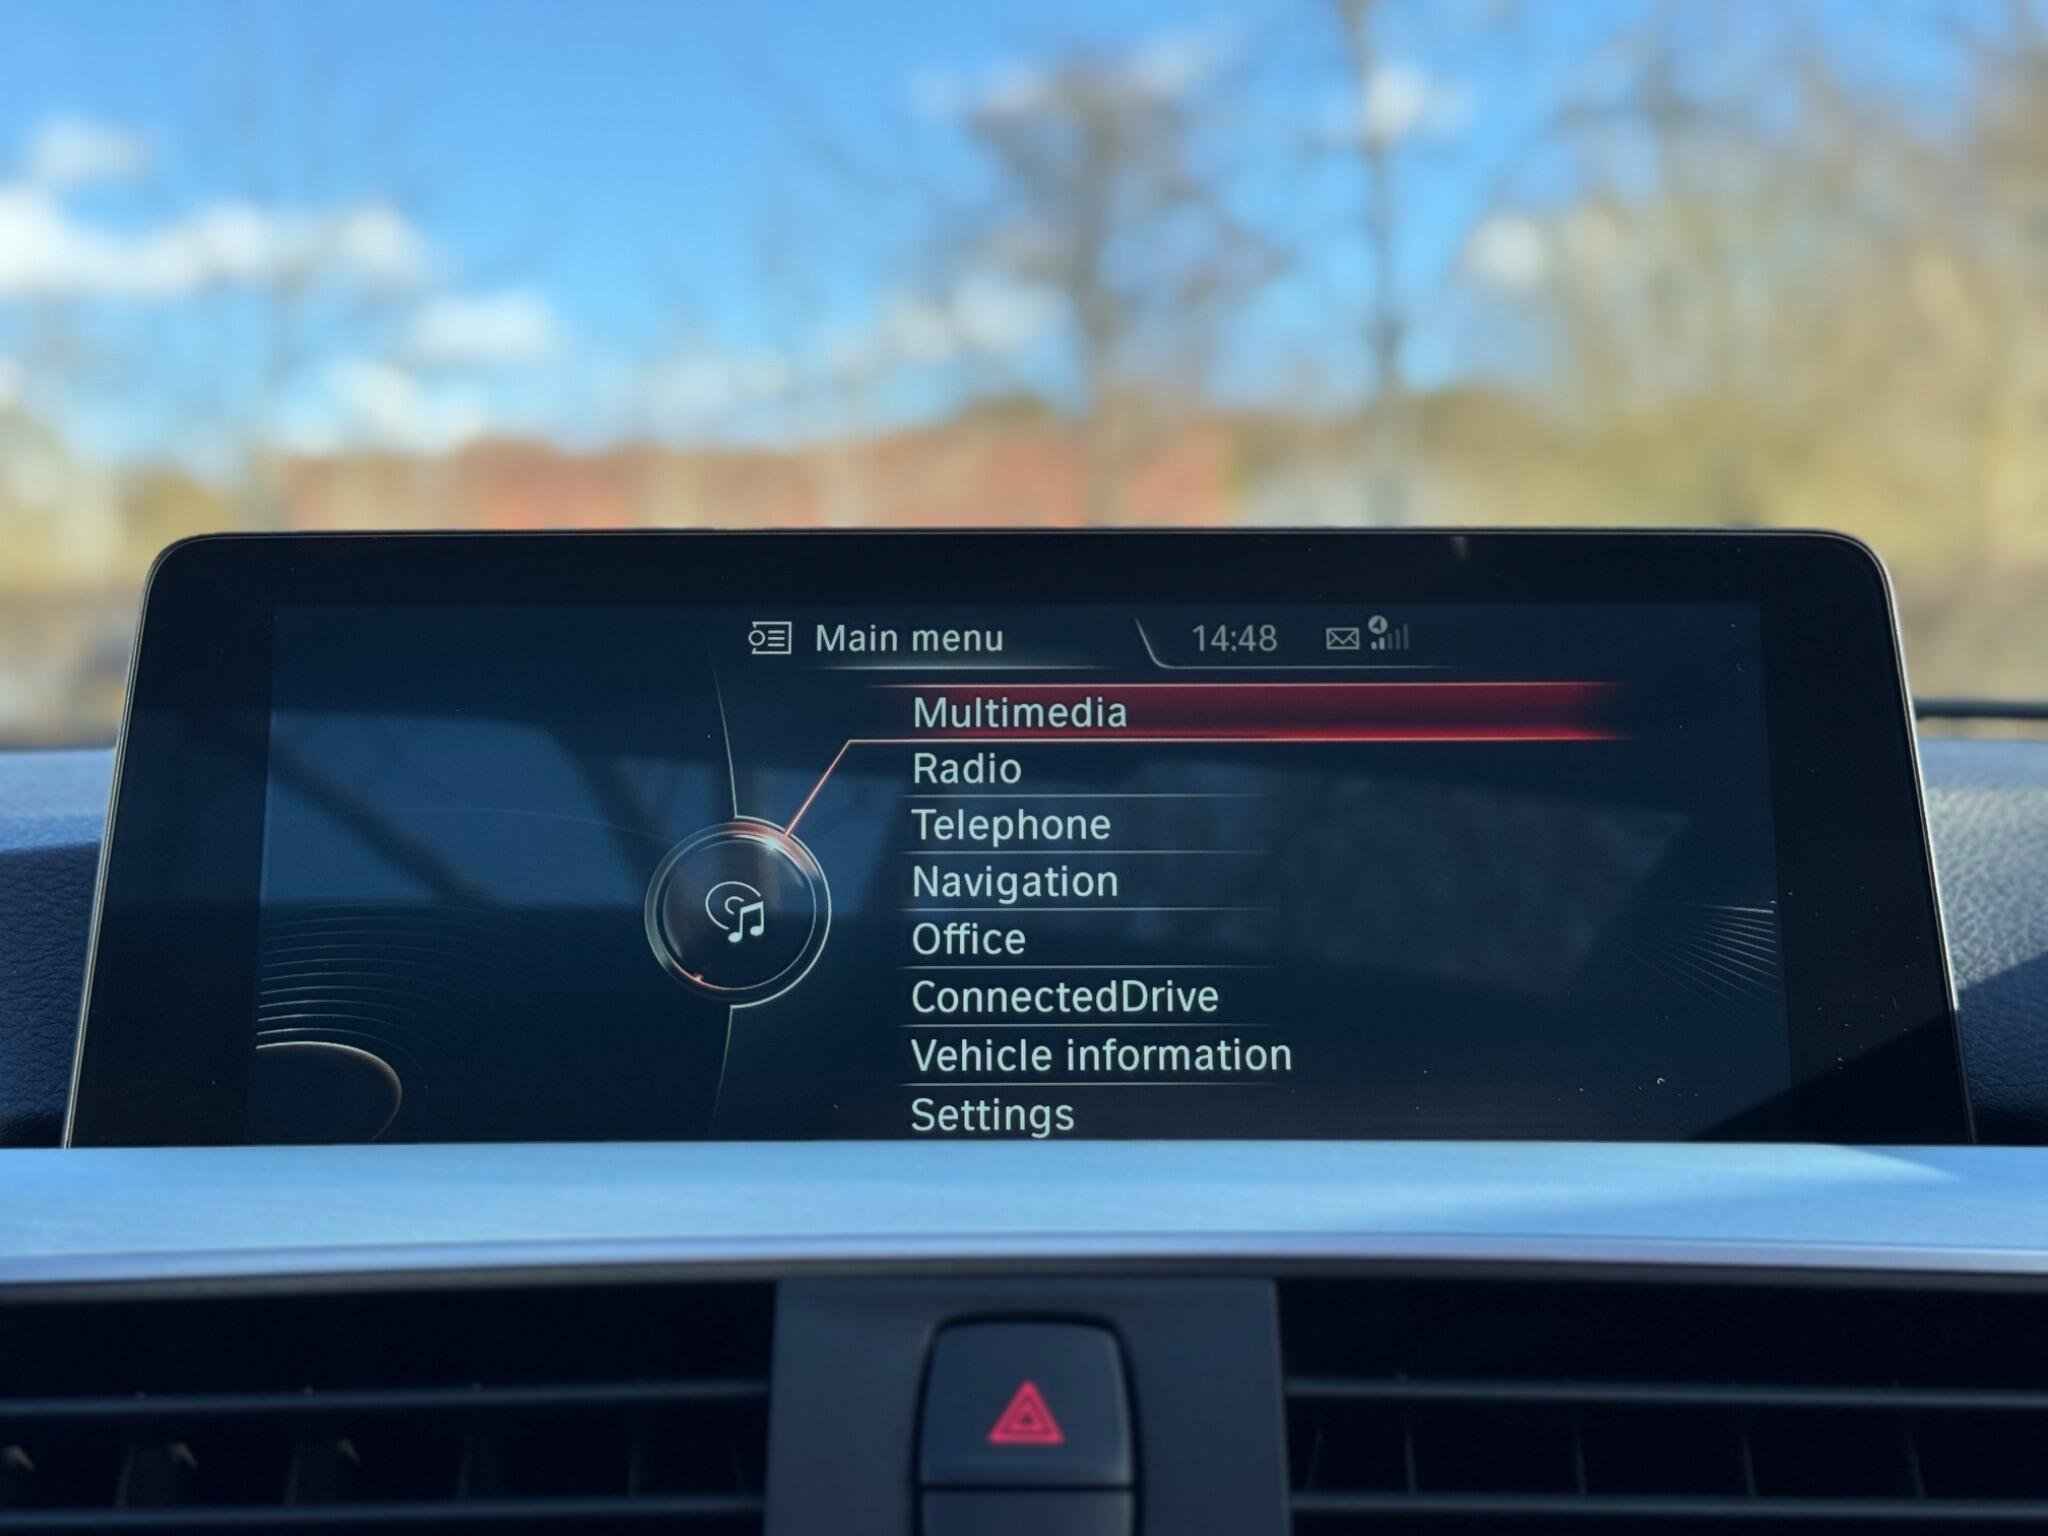 Main menu 14:48
Multimedia
Radio
Telephone
Navigation
Office
ConnectedDrive
Vehicle information
Settings